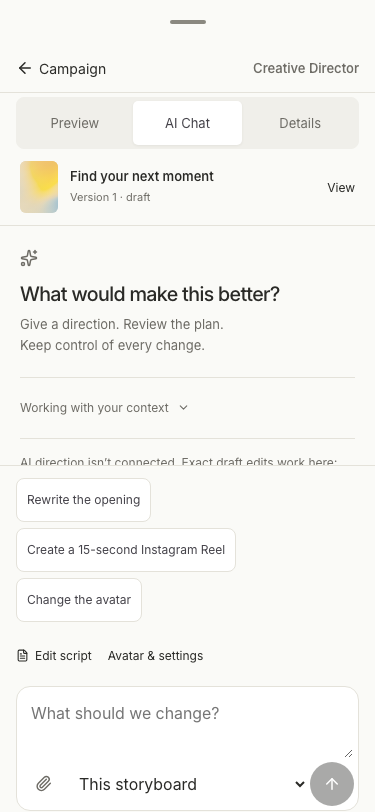 Campaign
Creative Director
Preview
AI Chat
Details
Find your next moment
Version 1 · draft
View
What would make this better?
Give a direction. Review the plan.
Keep control of every change.
Working with your context
AI direction isn’t connected. Exact draft edits work here:
Rewrite the opening
Create a 15-second Instagram Reel
Change the avatar
Edit script
Avatar & settings
What should we change?
This storyboard